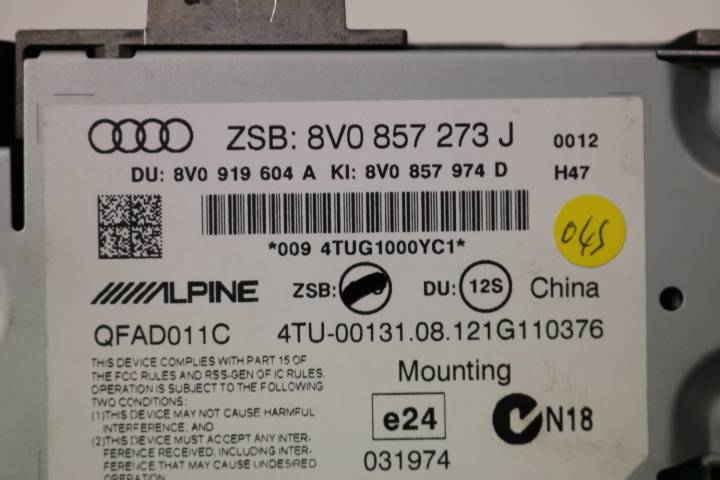 ZSB: 8V0 857 273 J
0012
DU: 8V0 919 604 A KI: 8V0 857 974 D
H47
*009 4TUG1000YC1*
045
ALPINE
ZSB:
DU: 12S
China
QFAD011C
4TU-00131.08.121G110376
THIS DEVICE COMPLIES WITH PART 15 OF
THE FCC RULES AND RSS-GEN OF IC RULES.
OPERATION IS SUBJECT TO THE FOLLOWING
TWO CONDITIONS:
(1)THIS DEVICE MAY NOT CAUSE HARMFUL
INTERFERENCE, AND
(2)THIS DEVICE MUST ACCEPT ANY INTER-
FERENCE RECEIVED, INCLUDING INTER-
FERENCE THAT MAY CAUSE UNDESIRED
OPERATION
Mounting
e24
N18
031974